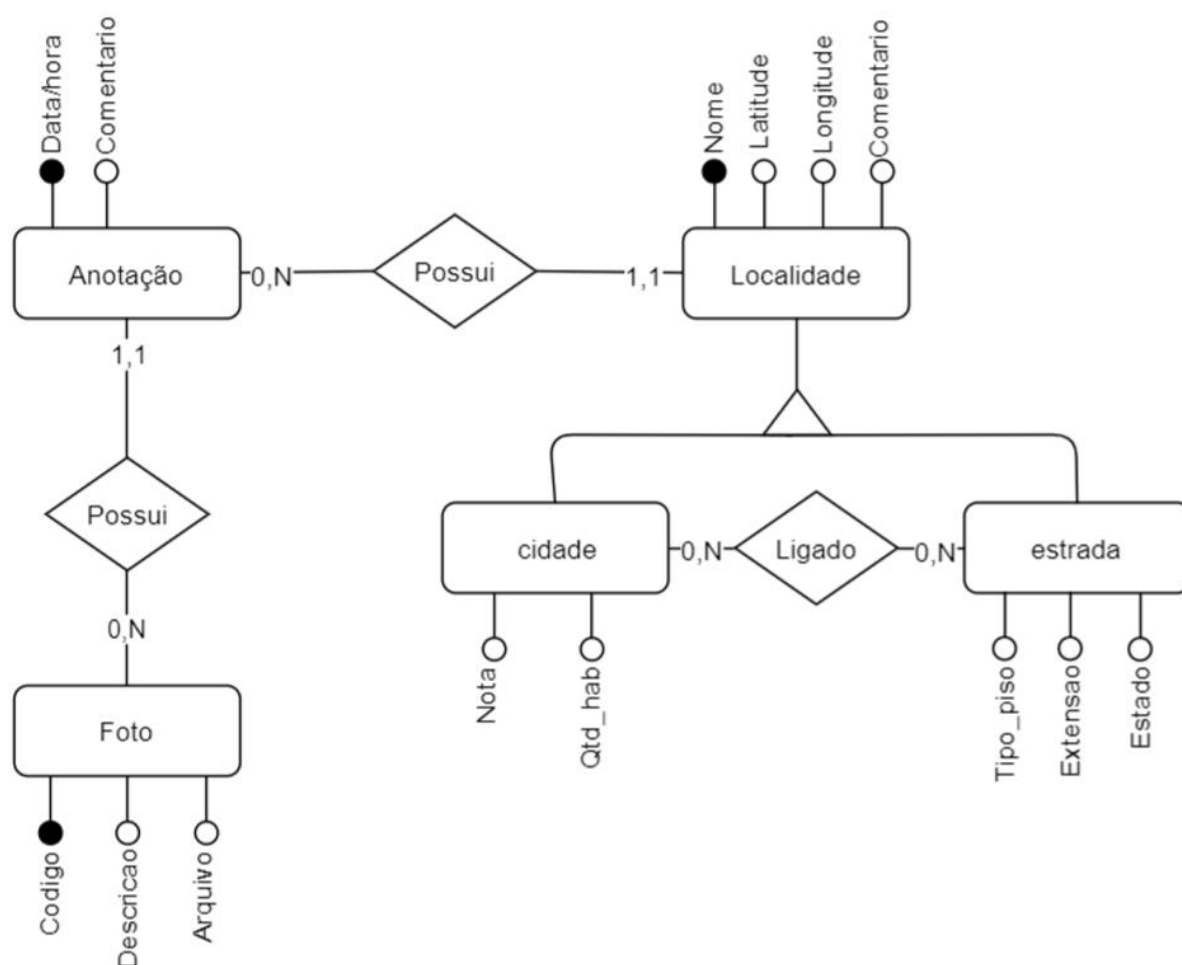 Data/hora
Comentario
Nome
Latitude
Longitude
Comentario
Anotação
0,N
Possui
1,1
Localidade
1,1
Possui
0,N
Foto
Codigo
Descricao
Arquivo
cidade
0,N
Ligado
0,N
estrada
Nota
Qtd_hab
Tipo_piso
Extensao
Estado